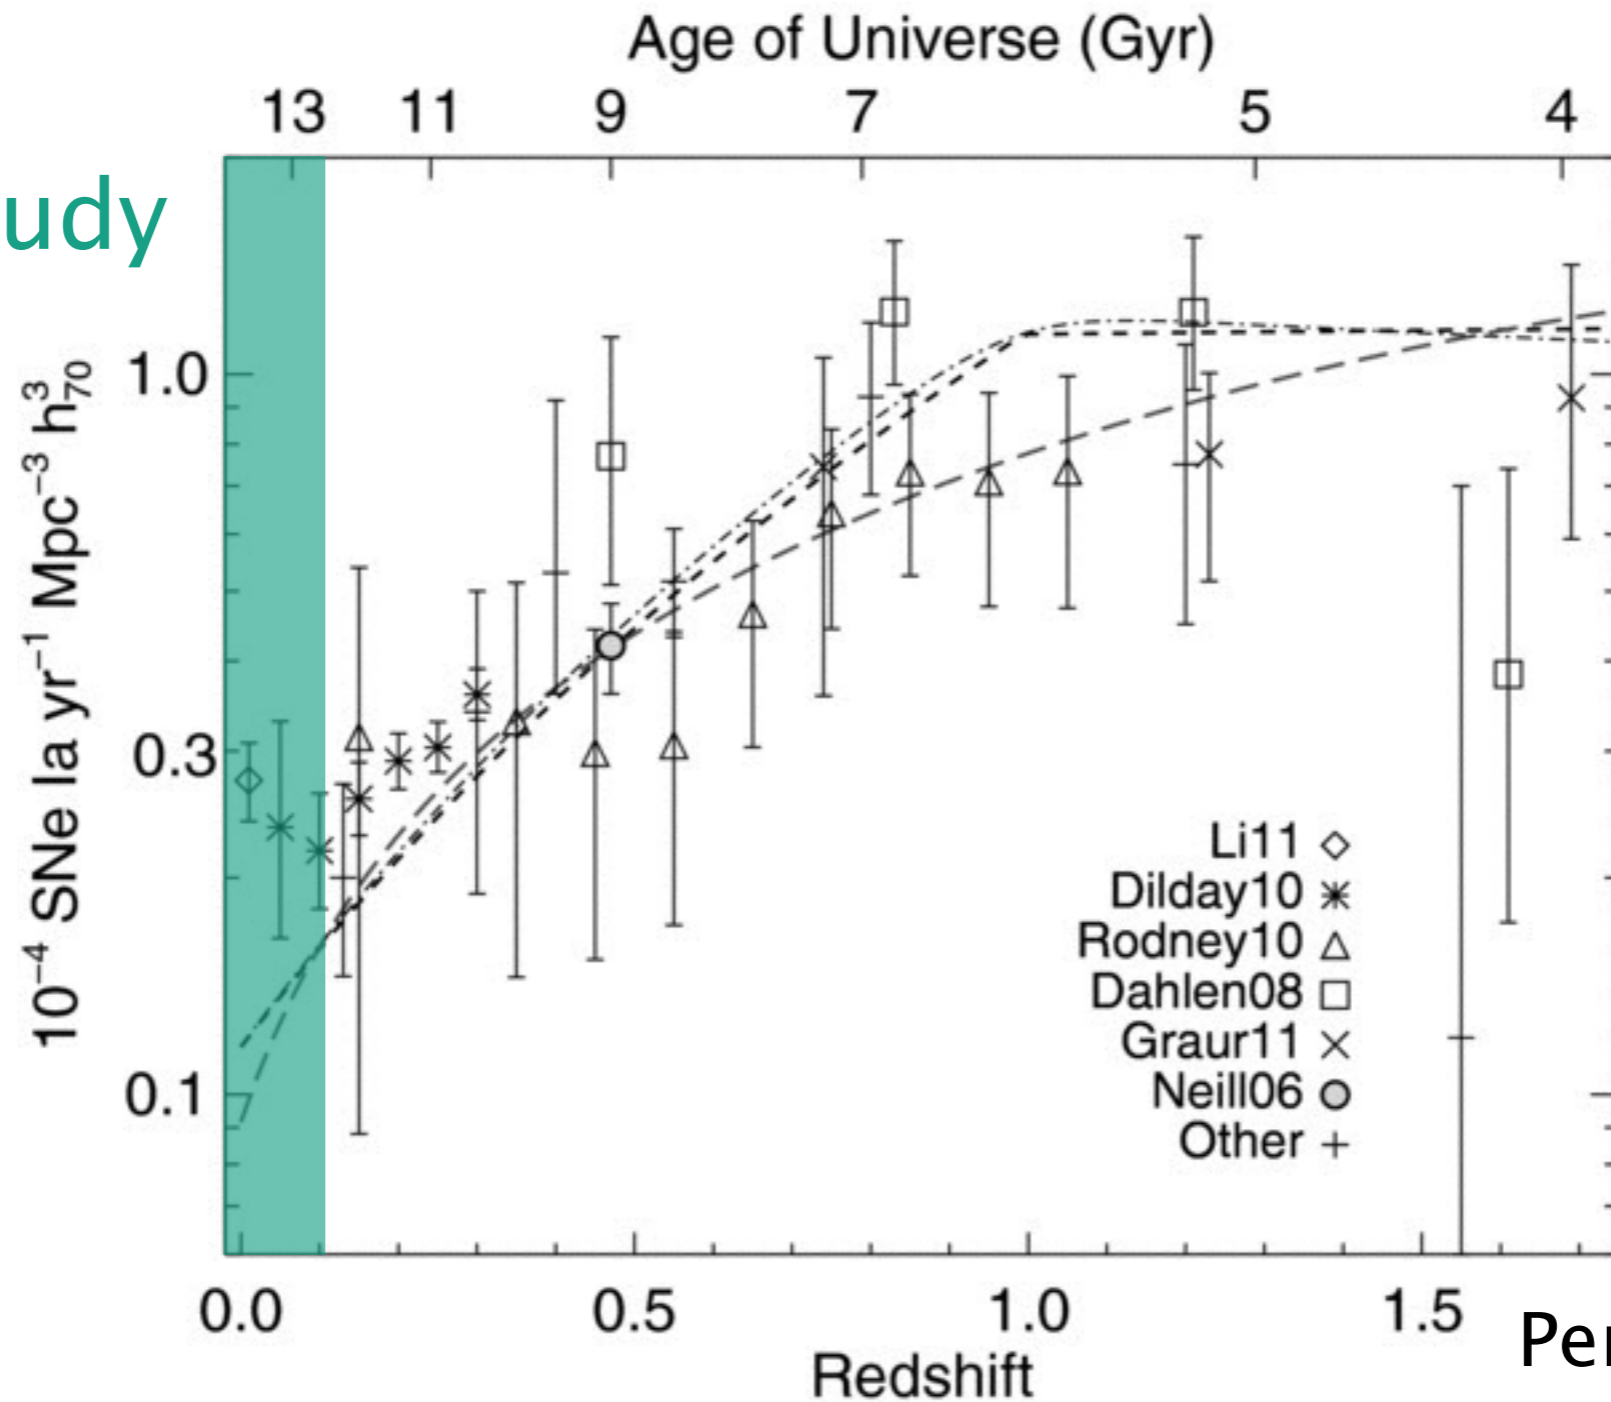 Age of Universe (Gyr)
13 11 9 7 5 4
udy
10⁻⁴ SNe Ia yr⁻¹ Mpc⁻³ h³₇₀
1.0
0.3
0.1
Li11
Dilday10
Rodney10
Dahlen08
Graur11
Neill06
Other
0.0 0.5 1.0 1.5
Redshift
Per